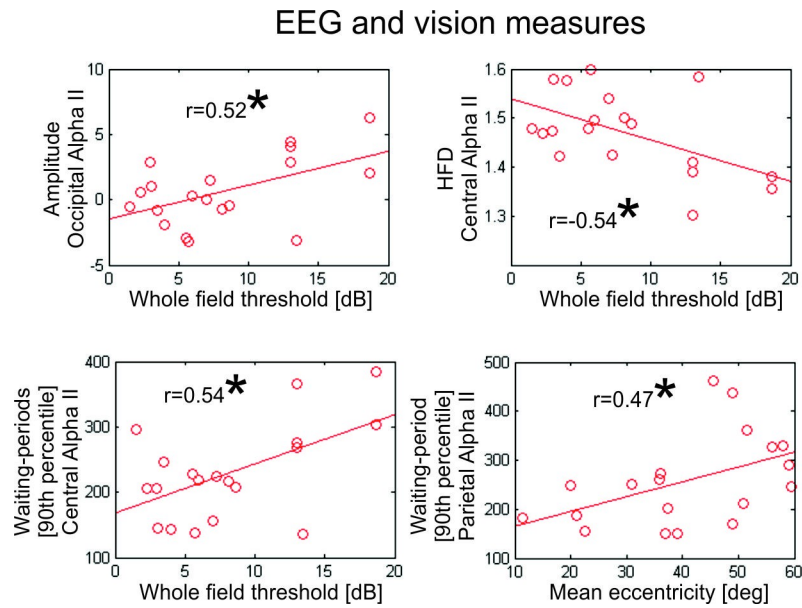 EEG and vision measures
10
5
0
-5
Amplitude
Occipital Alpha II
r=0.52 *
0 5 10 15 20
Whole field threshold [dB]
1.6
1.5
1.4
1.3
HFD
Central Alpha II
r=-0.54 *
0 5 10 15 20
Whole field threshold [dB]
400
300
200
100
Waiting-periods
[90th percentile]
Central Alpha II
r=0.54 *
0 5 10 15 20
Whole field threshold [dB]
500
400
300
200
100
Waiting-period
[90th percentile]
Parietal Alpha II
r=0.47 *
10 20 30 40 50 60
Mean eccentricity [deg]